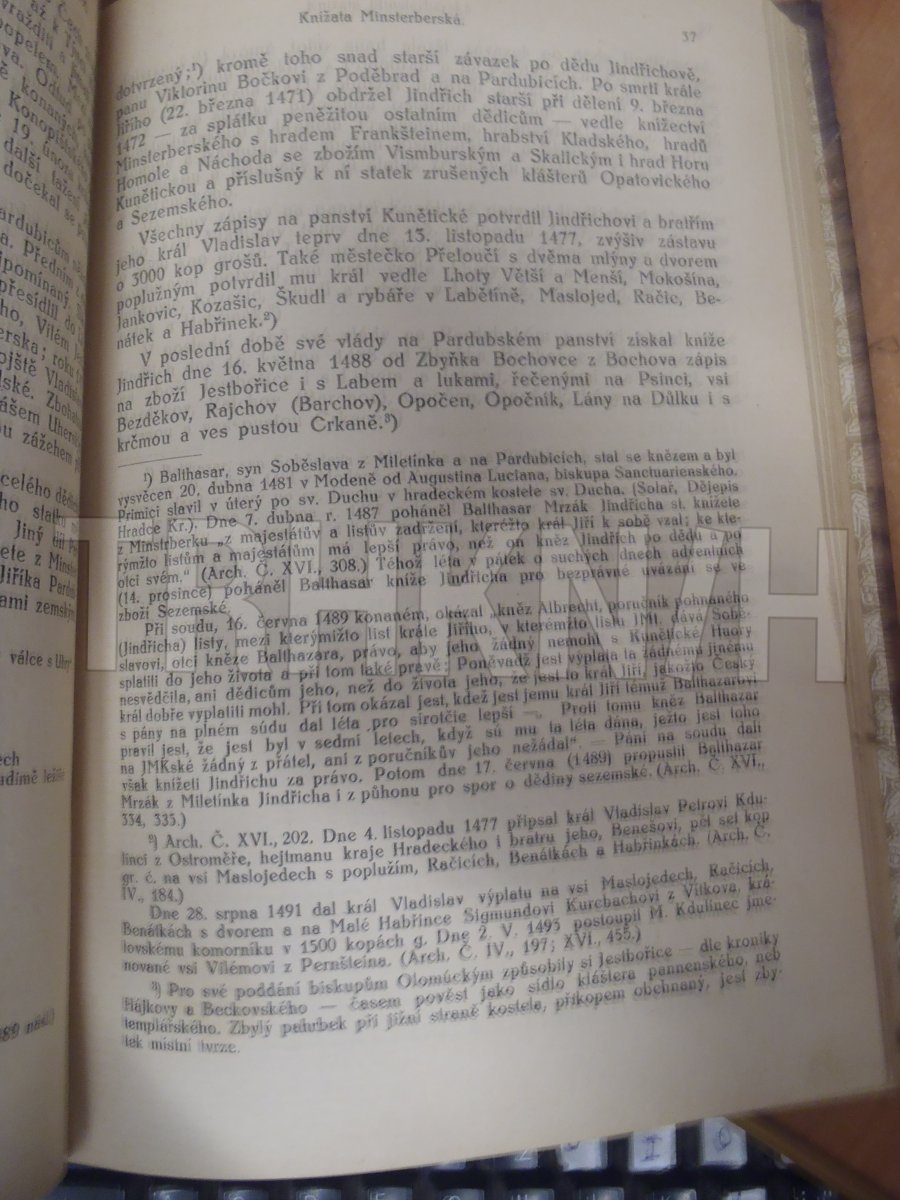 Knížata Minsterberská.
37
dotvrzený;¹) kromě toho snad starší závazek po dědu Jindřichově,
panu Viktorinu Bočkovi z Poděbrad a na Pardubicích. Po smrti krále
Jiřího (22. března 1471) obdržel Jindřich starší při dělení 9. března
1472 — za splátku peněžitou ostatním dědicům — vedle knížectví
Minsterberského s hradem Frankšteinem, hrabství Kladského, hradů
Homole a Náchoda se zbožím Vismburským a Skalickým i hrad Horu
Kunětickou a příslušný k ní statek zrušených klášterů Opatovického
a Sezemského.
Všechny zápisy na panství Kunětické potvrdil Jindřichovi a bratřím
jeho král Vladislav teprv dne 13. listopadu 1477, zvýšiv zástavu
o 3000 kop grošů. Také městečko Přeloučí s dvěma mlýny a dvorem
poplužným potvrdil mu král vedle Lhoty Větší a Menší, Mokošína,
Jankovic, Kozašic, Škudl a rybáře v Labětíně, Maslojed, Račic, Be-
nátek a Habřinek.²)
V poslední době své vlády na Pardubském panství získal kníže
Jindřich dne 16. května 1488 od Zbyňka Bochovce z Bochova zápis
na zboží Jestbořice i s Labem a lukami, řečenými na Psinci, vsi
Bezděkov, Rajchov (Barchov), Opočen, Opočník, Lány na Důlku i s
krčmou a ves pustou Crkaně.³)
¹) Balthasar, syn Soběslava z Miletínka a na Pardubicích, stal se knězem a byl
vysvěcen 20. dubna 1481 v Modeně od Augustina Luciana, biskupa Sanctuarienského.
Primici slavil v úterý po sv. Duchu v hradeckém kostele sv. Ducha. (Solař, Dějepis
Hradce Kr.). Dne 7. dubna r. 1487 poháněl Balthasar Mrzák Jindřicha st. knížete
z Minstrberku „z majestátův a listův zadržení, kteréžto král Jiří k sobě vzal; ke kte-
rýmžto listům a majestátům má lepší právo, než on kněz Jindřich po dědu a po
otci svém.“ (Arch. Č. XVI., 308.) Téhož léta v pátek o suchých dnech adventních
(14. prosince) poháněl Balthasar kníže Jindřicha pro bezprávné uvázání se ve
zboží Sezemské.
Při soudu, 16. června 1489 konaném, okázal „kněz Albrecht, poručník pohnaného
(Jindřicha) listy, mezi kterýmižto list krále Jiřího, v kterémžto listu JMt. dává Sobě-
slavovi, otci kněze Balthazara, právo, aby jeho žádný nemohl s Kunětické Huory
splatiti do jeho života a při tom také pravě: Poněvadž jest výplata ta žádnému jinému
nesvědčila, ani dědicům jeho, než do života jeho, že jest to král Jiří, jakožto Český
král dobře vyplatiti mohl. Při tom okázal jest, kdež jest jemu král Jiří témuž Balthazarovi
s pány na plném súdu dal léta pro sirotčie lepší —. Proti tomu kněz Balthazar
pravil jest, že jest byl v sedmi letech, když sú mu ta léta dána, ježto jest toho
na JMKské žádný z přátel, ani z poručníkuv jeho nežádal“. — Páni na soudu dali
však knížeti Jindřichu za právo. Potom dne 17. června (1489) propustil Balthazar
Mrzák z Miletínka Jindřicha i z půhonu pro spor o dědiny sezemské. (Arch. Č. XVI.,
334, 335.)
²) Arch. Č. XVI., 202. Dne 4. listopadu 1477 připsal král Vladislav Petrovi Kdu-
linci z Ostroměře, hejtmanu kraje Hradeckého i bratru jeho, Benešovi, pět set kop
gr. č. na vsi Maslojedech s poplužím, Račicích, Benátkách a Habřinkách. (Arch. Č.
IV., 184.)
Dne 28. srpna 1491 dal král Vladislav výplatu na vsi Maslojedech, Račicích,
Benátkách s dvorem a na Malé Habřince Sigmundovi Kurcbachovi z Vitkova, krá-
lovskému komorníku v 1500 kopách g. Dne 2. V. 1495 postoupil M. Kdulinec jme-
nované vsi Vilémovi z Pernšteina. (Arch. Č. IV., 197; XVI., 455.)
³) Pro své poddání biskupům Olomúckým způsobily si Jestbořice — dle kroniky
Hájkovy a Beckovského — časem pověst jako sídlo kláštera pannenského, neb
templářského. Zbylý pahrbek při jižní straně kostela, příkopem obehnaný, jest zby-
tek místní tvrze.